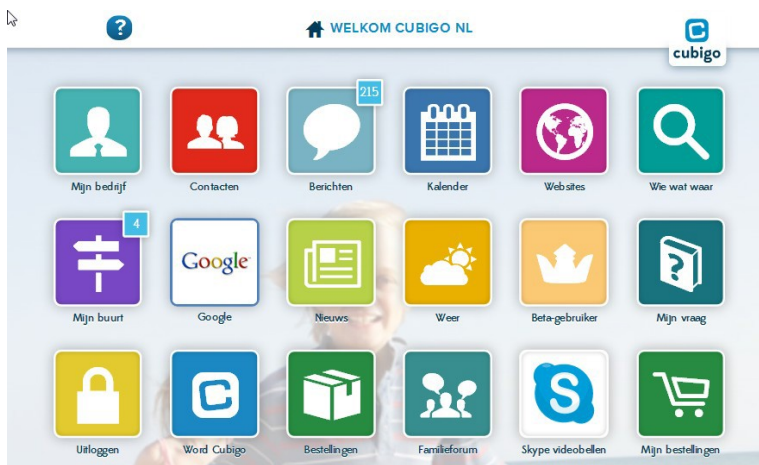 ?
WELKOM CUBIGO NL
cubigo
215
Mijn bedrijf
Contacten
Berichten
Kalender
Websites
Wie wat waar
4
Google
?
Mijn buurt
Google
Nieuws
Weer
Beta-gebruiker
Mijn vraag
S
Uitloggen
Word Cubigo
Bestellingen
Familieforum
Skype videobellen
Mijn bestellingen